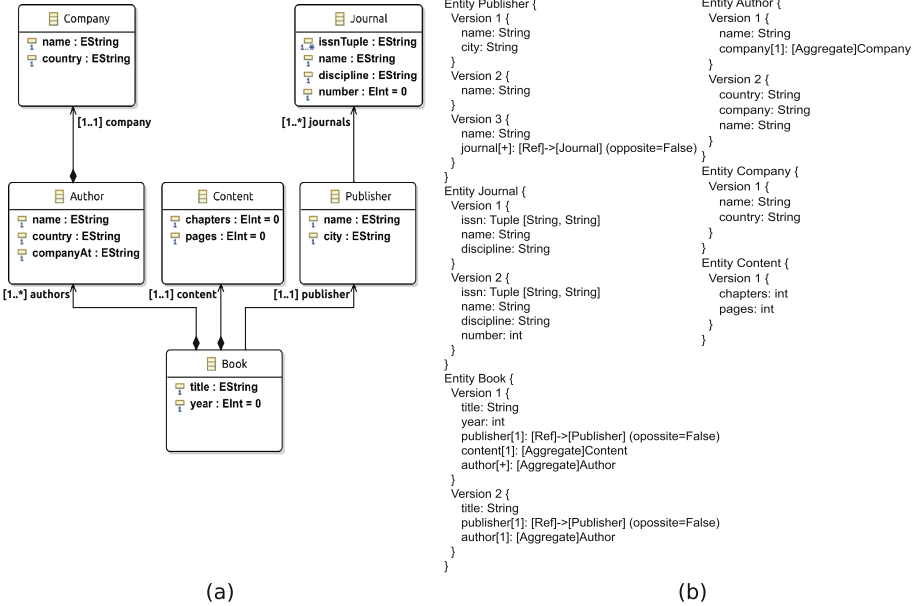 Company
name : EString
country : EString
Journal
issnTuple : EString
name : EString
discipline : EString
number : EInt = 0
[1..1] company
[1..*] journals
Author
name : EString
country : EString
companyAt : EString
Content
chapters : EInt = 0
pages : EInt = 0
Publisher
name : EString
city : EString
[1..*] authors
[1..1] content
[1..1] publisher
Book
title : EString
year : EInt = 0
(a)
Entity Publisher {
Version 1 {
name: String
city: String
}
Version 2 {
name: String
}
Version 3 {
name: String
journal[+]: [Ref]->[Journal] (opposite=False)
}
}
Entity Journal {
Version 1 {
issn: Tuple [String, String]
name: String
discipline: String
}
Version 2 {
issn: Tuple [String, String]
name: String
discipline: String
number: int
}
}
Entity Book {
Version 1 {
title: String
year: int
publisher[1]: [Ref]->[Publisher] (opossite=False)
content[1]: [Aggregate]Content
author[+]: [Aggregate]Author
}
Version 2 {
title: String
publisher[1]: [Ref]->[Publisher] (opossite=False)
author[1]: [Aggregate]Author
}
}
Entity Author {
Version 1 {
name: String
company[1]: [Aggregate]Company
}
Version 2 {
country: String
company: String
name: String
}
}
Entity Company {
Version 1 {
name: String
country: String
}
}
Entity Content {
Version 1 {
chapters: int
pages: int
}
}
(b)